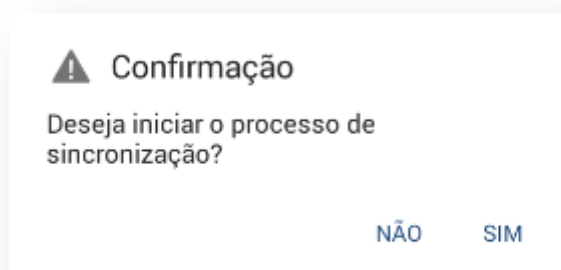 Confirmação
Deseja iniciar o processo de
sincronização?
NÃO SIM